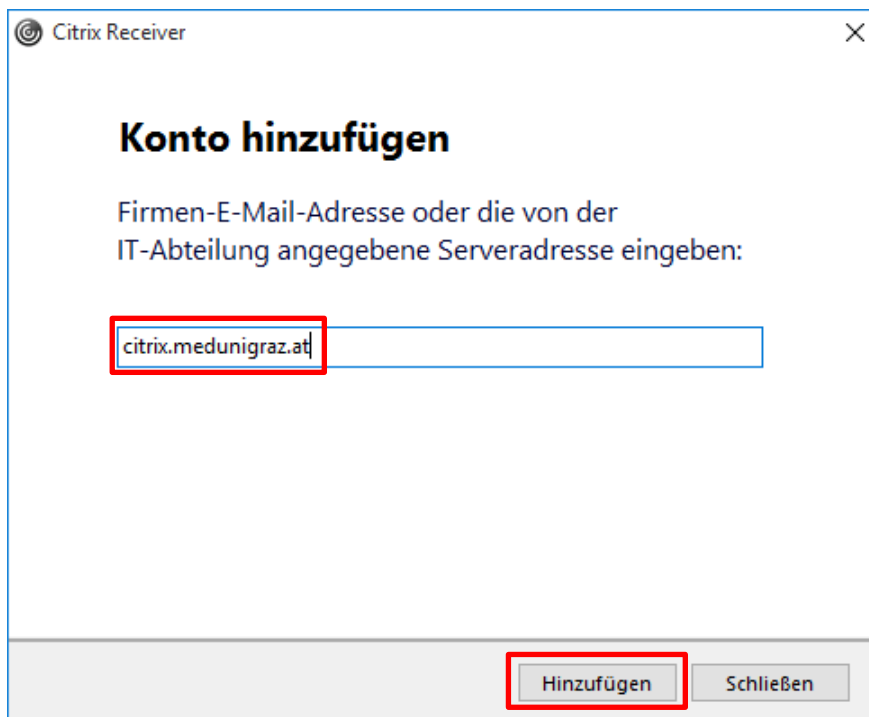 Citrix Receiver
Konto hinzufügen
Firmen-E-Mail-Adresse oder die von der
IT-Abteilung angegebene Serveradresse eingeben:
citrix.medunigraz.at
Hinzufügen
Schließen